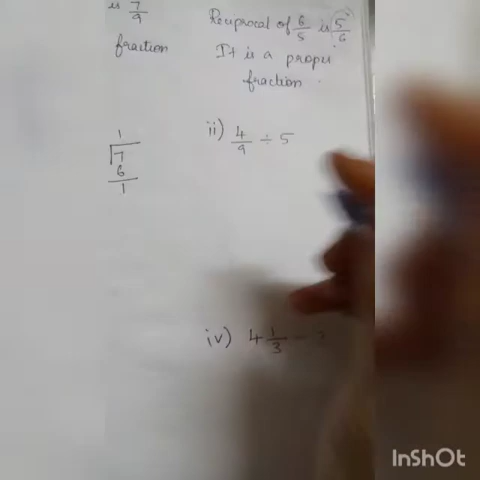 is 7/9
fraction
Reciprocal of 6/5 is 5/6
It is a proper
fraction
1
7
6
1
ii) 4/9 ÷ 5
iv) 4 1/3 ÷
InShOt